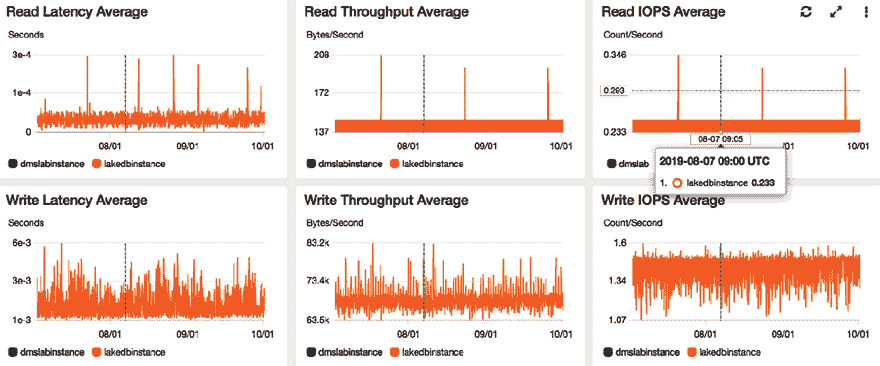 Read Latency Average
Seconds
3e-4
1e-4
0
08/01 09/01 10/01
dmslabinstance lakedbinstance
Read Throughput Average
Bytes/Second
208
172
137
08/01 09/01 10/01
dmslabinstance lakedbinstance
Read IOPS Average
Count/Second
0.346
0.293
0.233
08-07 09:05
10/01
dmslab
2019-08-07 09:00 UTC
1. lakedbinstance 0.233
Write Latency Average
Seconds
6e-3
3e-3
1e-3
08/01 09/01 10/01
dmslabinstance lakedbinstance
Write Throughput Average
Bytes/Second
83.2k
73.4k
63.5k
08/01 09/01 10/01
dmslabinstance lakedbinstance
Write IOPS Average
Count/Second
1.6
1.34
1.07
08/01 09/01 10/01
dmslabinstance lakedbinstance